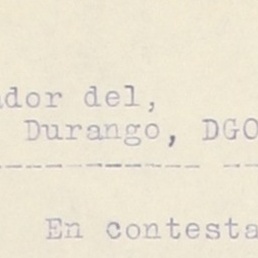 ador del,
Durango, DGO
En contesta